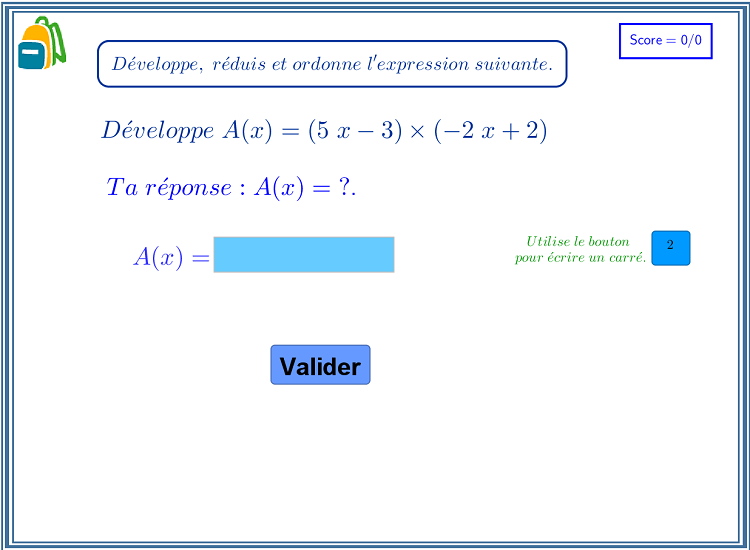 Score = 0/0
Développe, réduis et ordonne l'expression suivante.
Développe A(x) = (5 x − 3) × (−2 x + 2)
Ta réponse : A(x) = ?.
A(x) =
Utilise le bouton
pour écrire un carré.
2
Valider